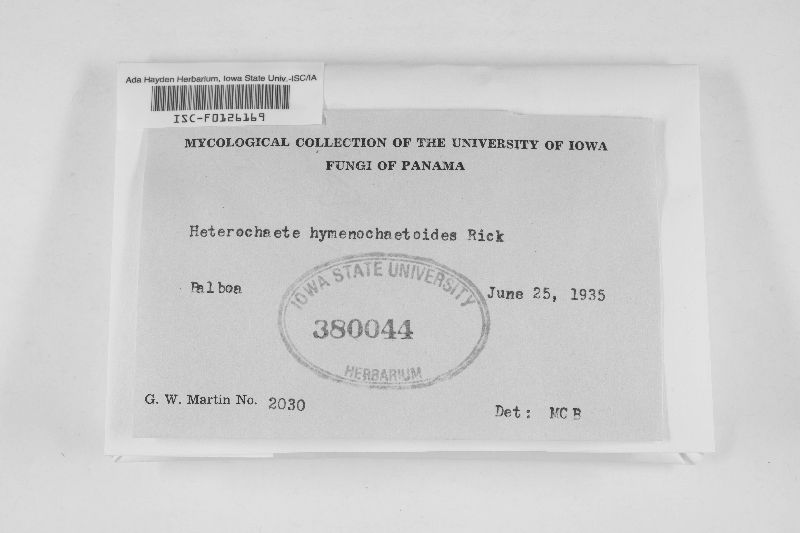 Ada Hayden Herbarium, Iowa State Univ.-ISC/IA
ISC-F0126169
MYCOLOGICAL COLLECTION OF THE UNIVERSITY OF IOWA
FUNGI OF PANAMA
Heterochaete hymenochaetoides Rick
Balboa
June 25, 1935
IOWA STATE UNIVERSITY
380044
HERBARIUM
G. W. Martin No. 2030
Det: MCB